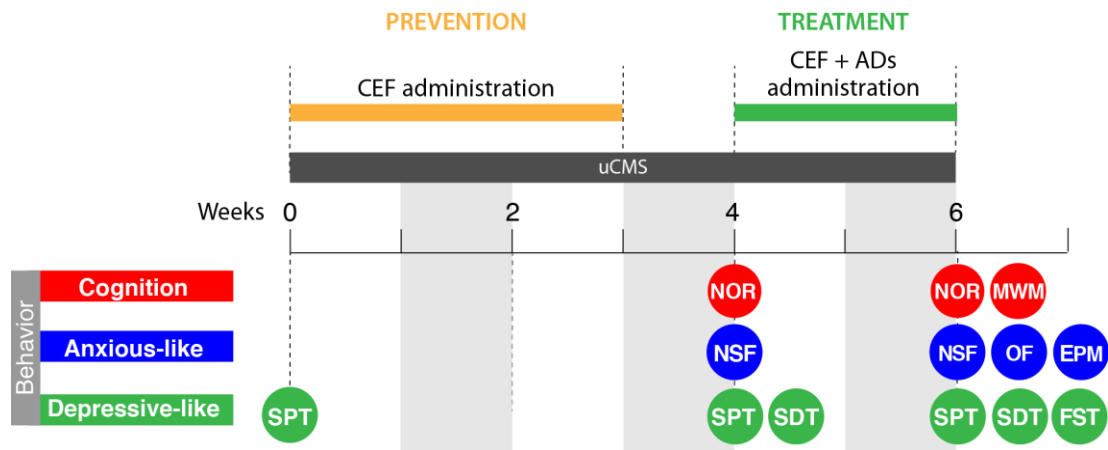 PREVENTION
TREATMENT
CEF administration
CEF + ADs
administration
uCMS
Weeks 0 2 4 6
Behavior
Cognition NOR NOR MWM
Anxious-like NSF NSF OF EPM
Depressive-like SPT SPT SDT SPT SDT FST